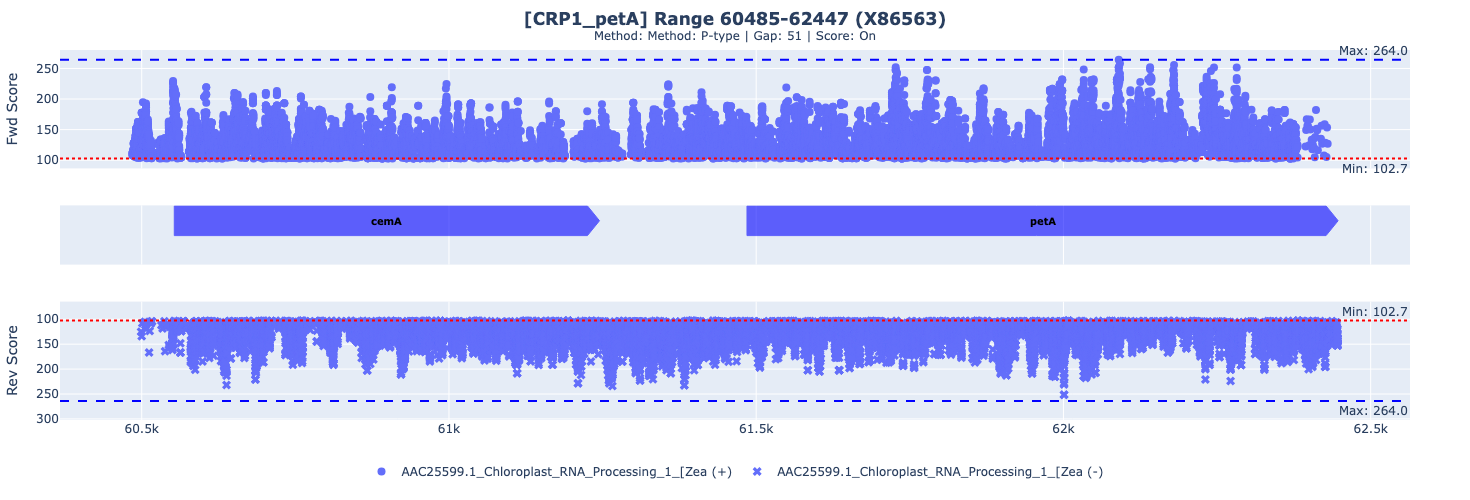 [CRP1_petA] Range 60485-62447 (X86563)
Method: Method: P-type | Gap: 51 | Score: On
Max: 264.0
Fwd Score
250
200
150
100
Min: 102.7
cemA
petA
Min: 102.7
Rev Score
100
150
200
250
300
Max: 264.0
60.5k 61k 61.5k 62k 62.5k
AAC25599.1_Chloroplast_RNA_Processing_1_[Zea (+) AAC25599.1_Chloroplast_RNA_Processing_1_[Zea (-)